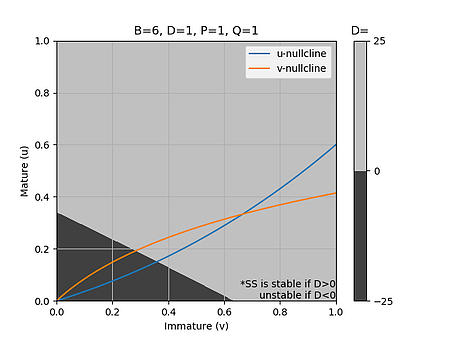 B=6, D=1, P=1, Q=1
D=
1.0
0.8
0.6
0.4
0.2
0.0
Mature (u)
u-nullcline
v-nullcline
*SS is stable if D>0
unstable if D<0
0.0 0.2 0.4 0.6 0.8 1.0
Immature (v)
25
0
−25